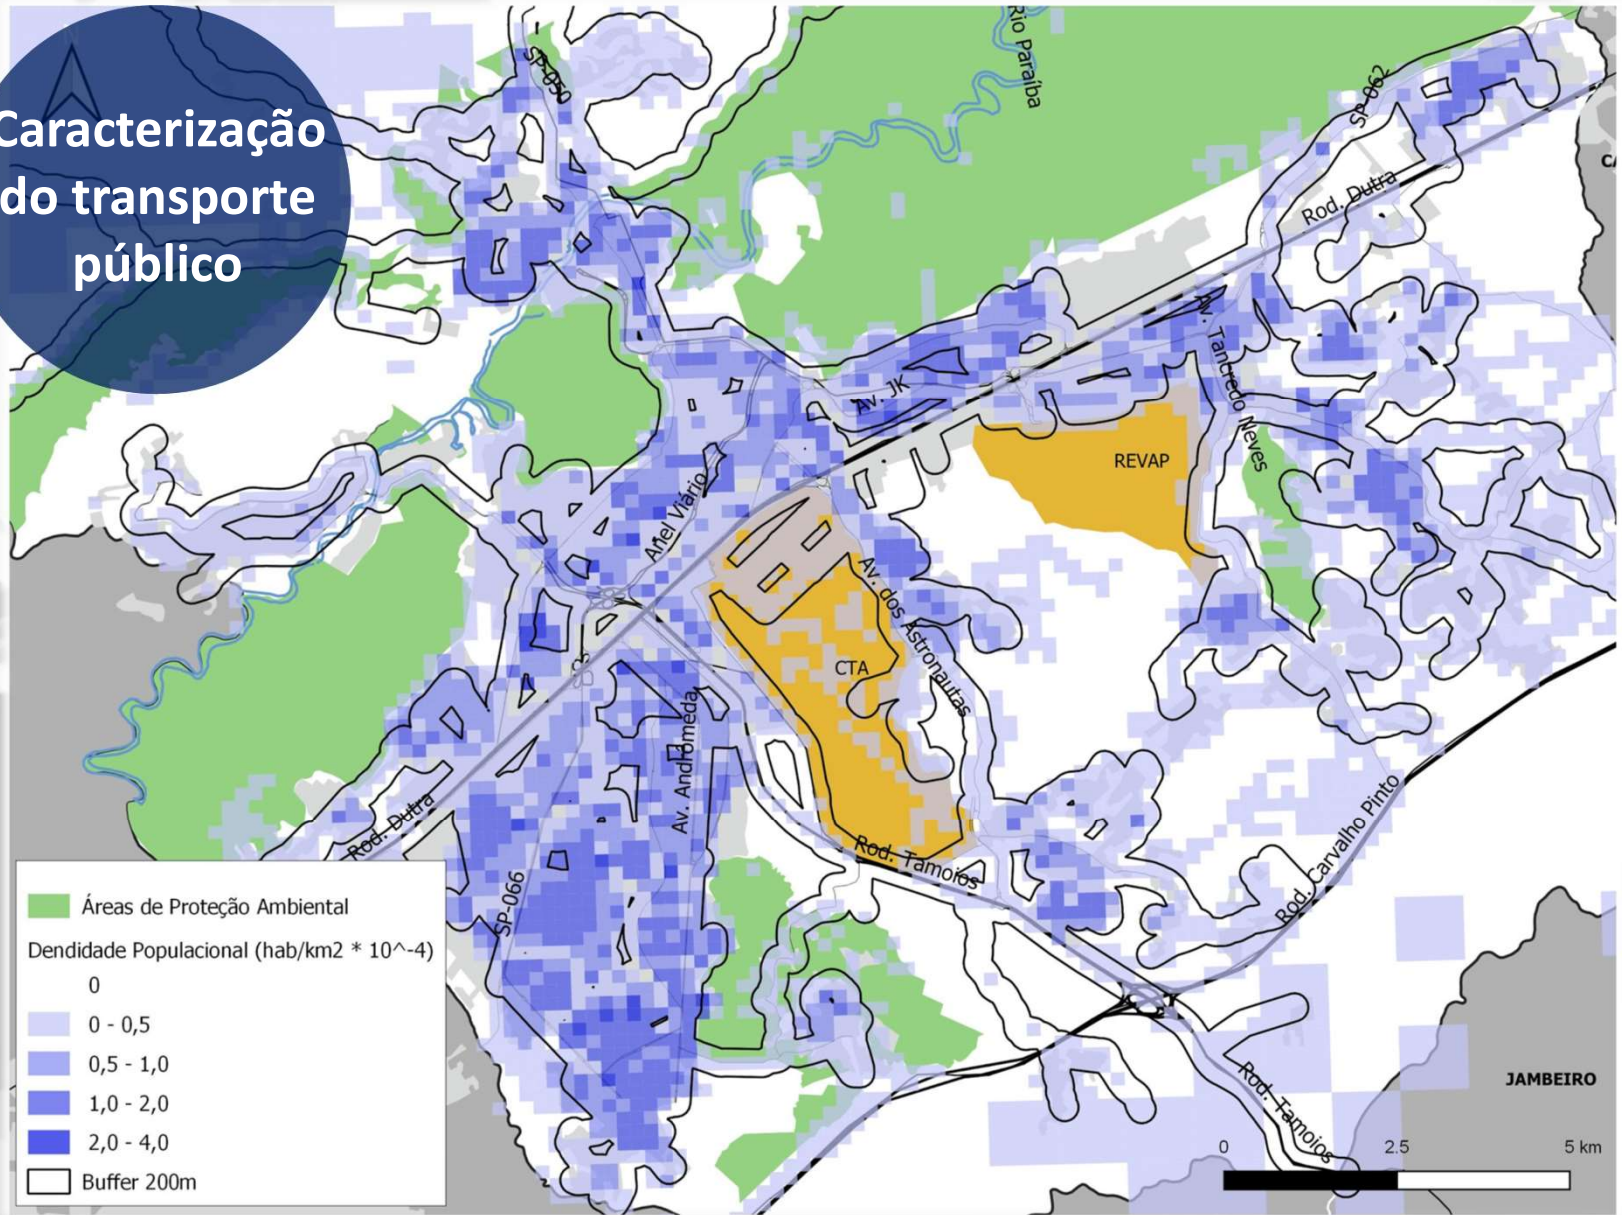 Caracterização
do transporte
público
SP-050
Rio Paraíba
SP-062
Rod. Dutra
Av. JK
Av. Tancredo Neves
REVAP
Anel Viário
Av. dos Astronautas
CTA
Av. Andrômeda
Rod. Dutra
SP-066
Rod. Tamoios
Rod. Carvalho Pinto
Rod. Tamoios
JAMBEIRO
Áreas de Proteção Ambiental
Dendidade Populacional (hab/km2 * 10^-4)
0
0 - 0,5
0,5 - 1,0
1,0 - 2,0
2,0 - 4,0
Buffer 200m
0 2.5 5 km